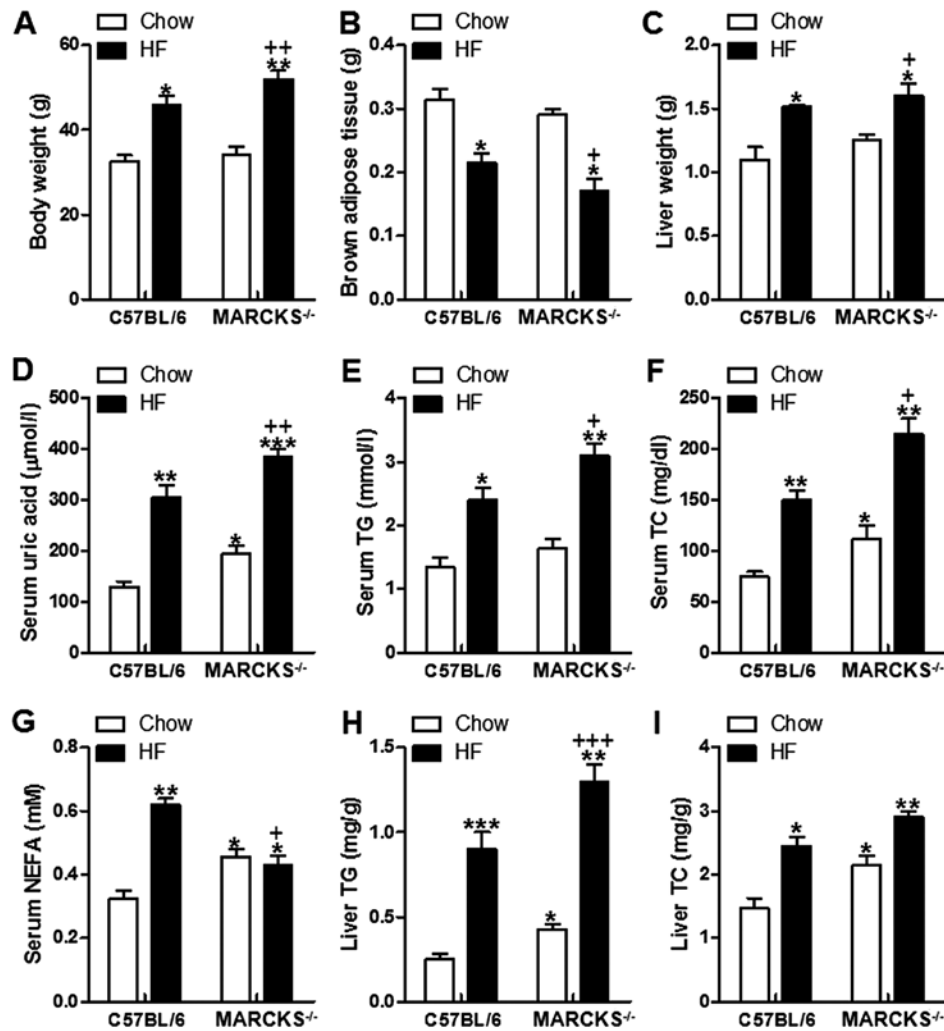 A
Chow
HF
Body weight (g)
60
40
20
0
*
++
**
C57BL/6
MARCKS-/-
B
Chow
HF
Brown adipose tissue (g)
0.4
0.3
0.2
0.1
0.0
*
+
*
C57BL/6
MARCKS-/-
C
Chow
HF
Liver weight (g)
2.0
1.5
1.0
0.5
0.0
*
+
*
C57BL/6
MARCKS-/-
D
Chow
HF
Serum uric acid (μmol/l)
500
400
300
200
100
0
**
*
++
***
C57BL/6
MARCKS-/-
E
Chow
HF
Serum TG (mmol/l)
4
3
2
1
0
*
+
**
C57BL/6
MARCKS-/-
F
Chow
HF
Serum TC (mg/dl)
250
200
150
100
50
0
**
*
+
**
C57BL/6
MARCKS-/-
G
Chow
HF
Serum NEFA (mM)
0.8
0.6
0.4
0.2
0.0
**
*
+
*
C57BL/6
MARCKS-/-
H
Chow
HF
Liver TG (mg/g)
1.5
1.0
0.5
0.0
***
*
+++
**
C57BL/6
MARCKS-/-
I
Chow
HF
Liver TC (mg/g)
4
3
2
1
0
*
*
**
C57BL/6
MARCKS-/-